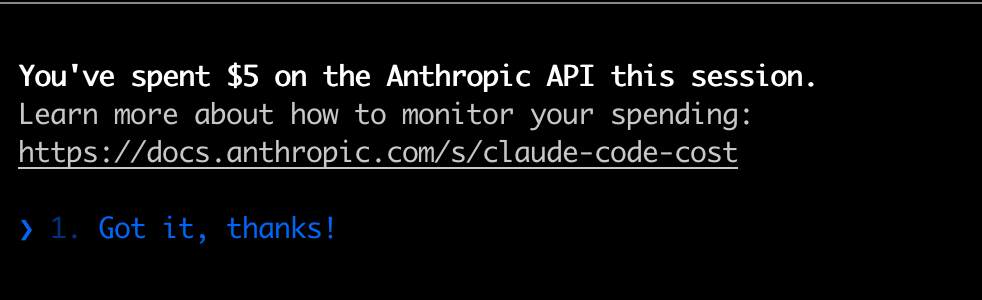 You've spent $5 on the Anthropic API this session.
Learn more about how to monitor your spending:
https://docs.anthropic.com/s/claude-code-cost
❯ 1. Got it, thanks!